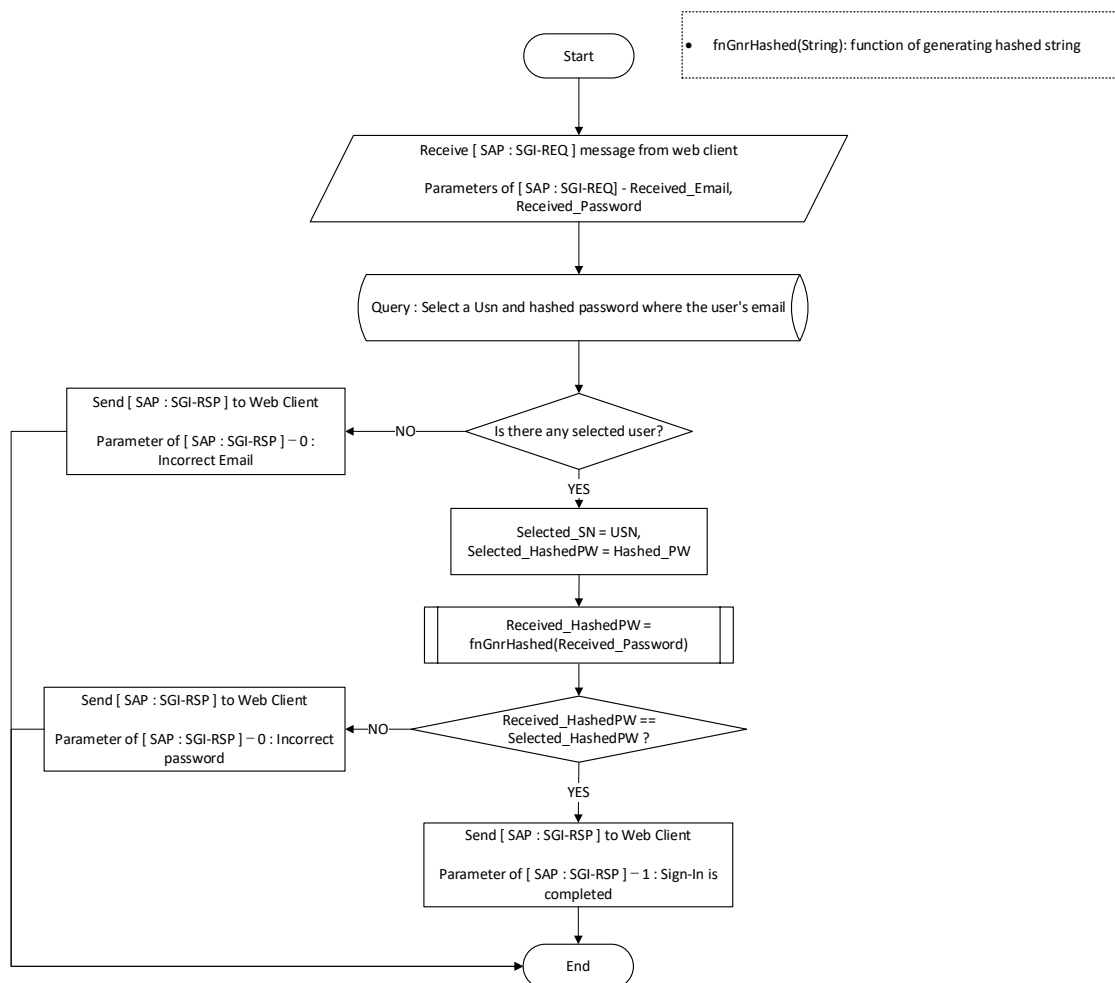 Start
• fnGnrHashed(String): function of generating hashed string
Receive [ SAP : SGI-REQ ] message from web client
Parameters of [ SAP : SGI-REQ] - Received_Email,
Received_Password
Query : Select a Usn and hashed password where the user's email
Is there any selected user?
NO
Send [ SAP : SGI-RSP ] to Web Client
Parameter of [ SAP : SGI-RSP ] – 0 :
Incorrect Email
YES
Selected_SN = USN,
Selected_HashedPW = Hashed_PW
Received_HashedPW =
fnGnrHashed(Received_Password)
Received_HashedPW ==
Selected_HashedPW ?
NO
Send [ SAP : SGI-RSP ] to Web Client
Parameter of [ SAP : SGI-RSP ] – 0 : Incorrect
password
YES
Send [ SAP : SGI-RSP ] to Web Client
Parameter of [ SAP : SGI-RSP ] – 1 : Sign-In is
completed
End